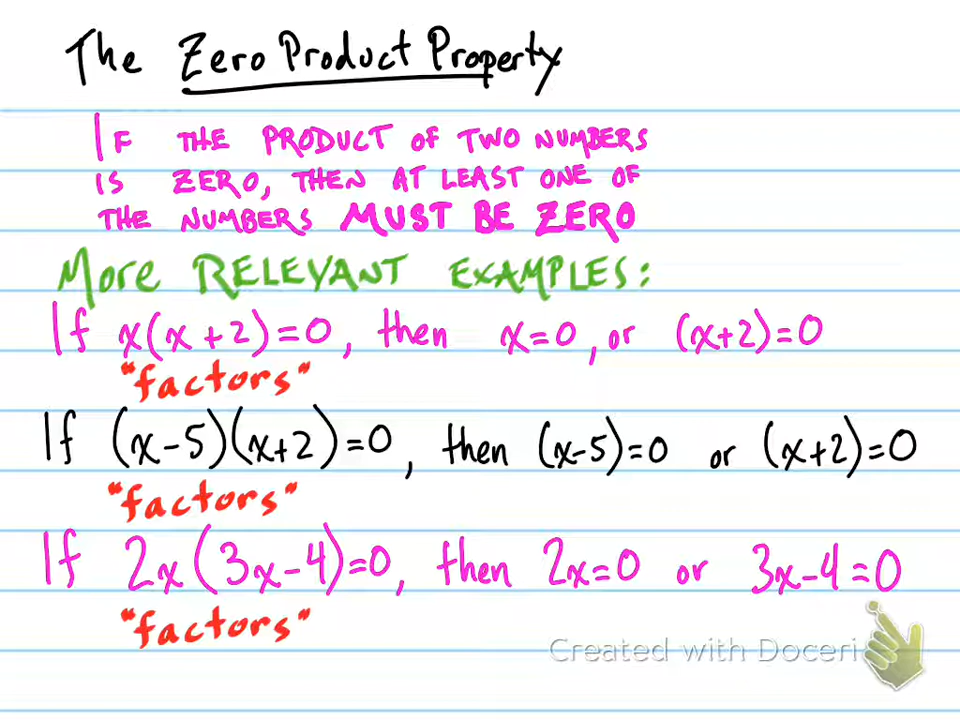 The Zero Product Property
IF THE PRODUCT OF TWO NUMBERS
IS ZERO, THEN AT LEAST ONE OF
THE NUMBERS MUST BE ZERO
More RELEVANT EXAMPLES:
If x(x+2)=0, then x=0, or (x+2)=0
"factors"
If (x-5)(x+2)=0, then (x-5)=0 or (x+2)=0
"factors"
If 2x(3x-4)=0, then 2x=0 or 3x-4=0
"factors"
Created with Doceri